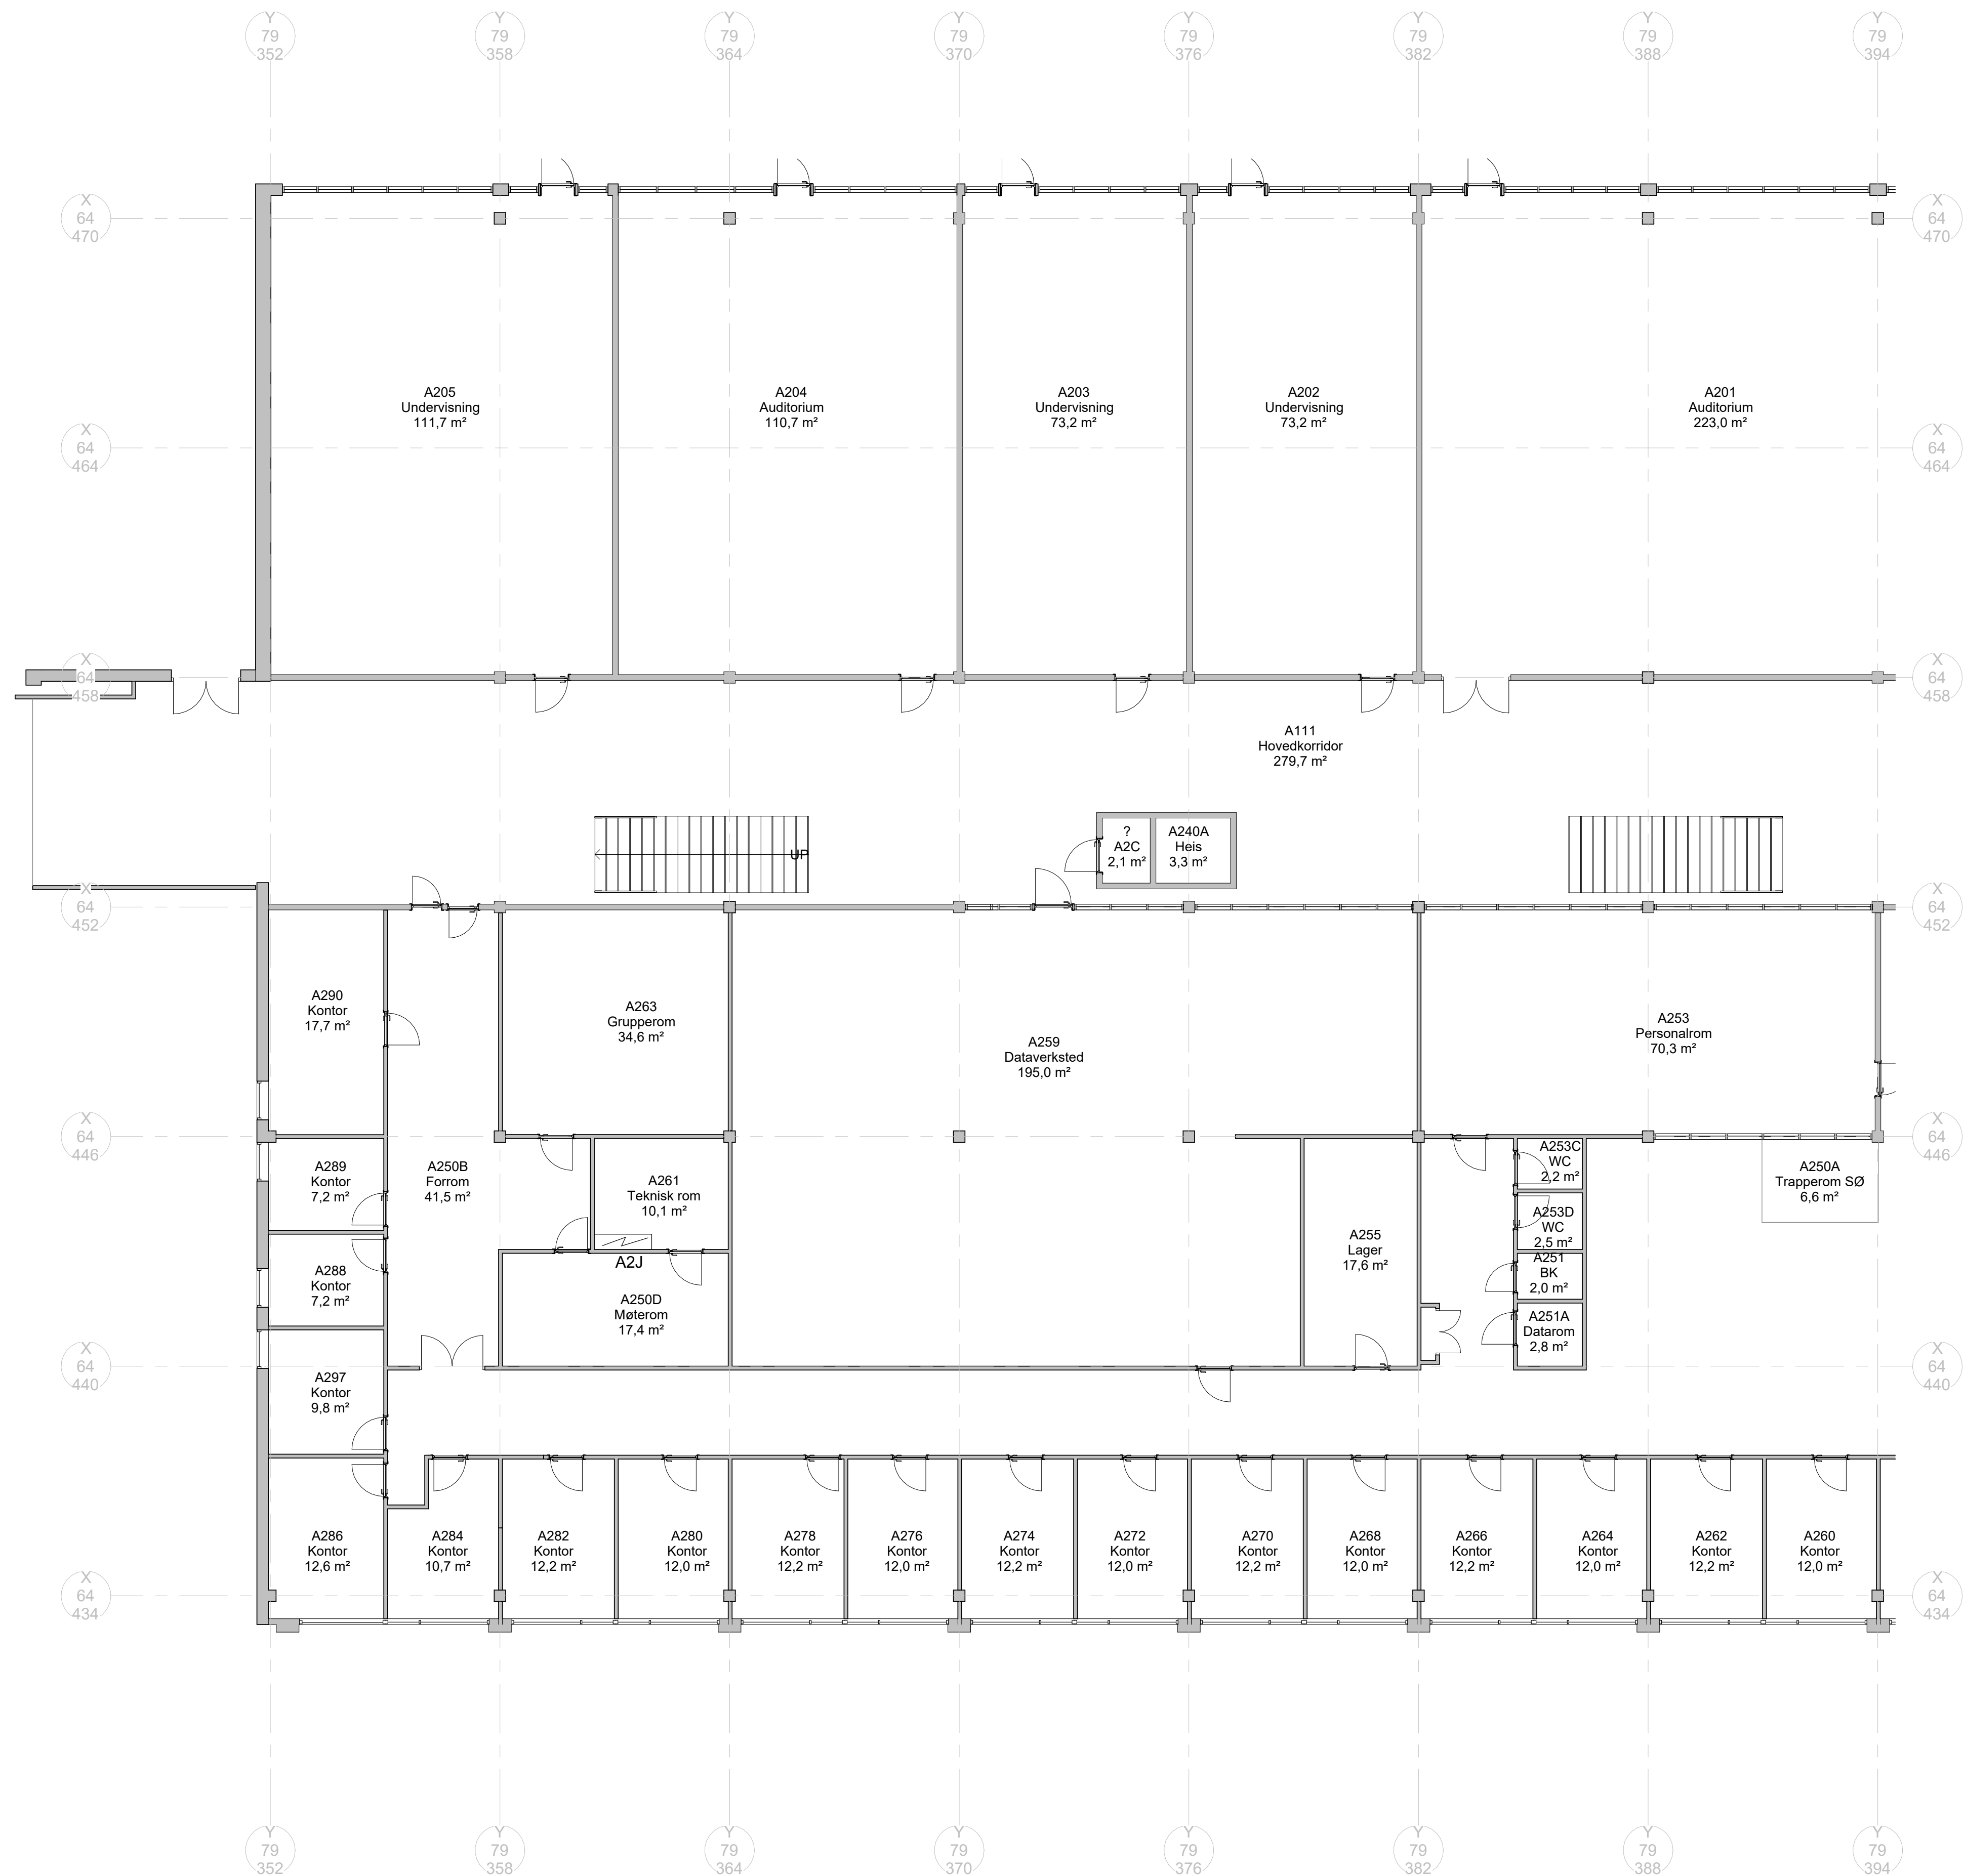 Y
79
352
Y
79
358
Y
79
364
Y
79
370
Y
79
376
Y
79
382
Y
79
388
Y
79
394
X
64
470
X
64
470
A205
Undervisning
111,7 m²
A204
Auditorium
110,7 m²
A203
Undervisning
73,2 m²
A202
Undervisning
73,2 m²
A201
Auditorium
223,0 m²
X
64
464
X
64
464
X
64
458
X
64
458
A111
Hovedkorridor
279,7 m²
UP
?
A2C
2,1 m²
A240A
Heis
3,3 m²
X
64
452
X
64
452
A290
Kontor
17,7 m²
A263
Grupperom
34,6 m²
A259
Dataverksted
195,0 m²
A253
Personalrom
70,3 m²
X
64
446
X
64
446
A289
Kontor
7,2 m²
A250B
Forrom
41,5 m²
A261
Teknisk rom
10,1 m²
A253C
WC
2,2 m²
A250A
Trapperom SØ
6,6 m²
A253D
WC
2,5 m²
A255
Lager
17,6 m²
A288
Kontor
7,2 m²
A2J
A250D
Møterom
17,4 m²
A251
BK
2,0 m²
A251A
Datarom
2,8 m²
X
64
440
X
64
440
A297
Kontor
9,8 m²
A286
Kontor
12,6 m²
A284
Kontor
10,7 m²
A282
Kontor
12,2 m²
A280
Kontor
12,0 m²
A278
Kontor
12,2 m²
A276
Kontor
12,0 m²
A274
Kontor
12,2 m²
A272
Kontor
12,0 m²
A270
Kontor
12,2 m²
A268
Kontor
12,0 m²
A266
Kontor
12,2 m²
A264
Kontor
12,0 m²
A262
Kontor
12,2 m²
A260
Kontor
12,0 m²
X
64
434
X
64
434
Y
79
352
Y
79
358
Y
79
364
Y
79
370
Y
79
376
Y
79
382
Y
79
388
Y
79
394